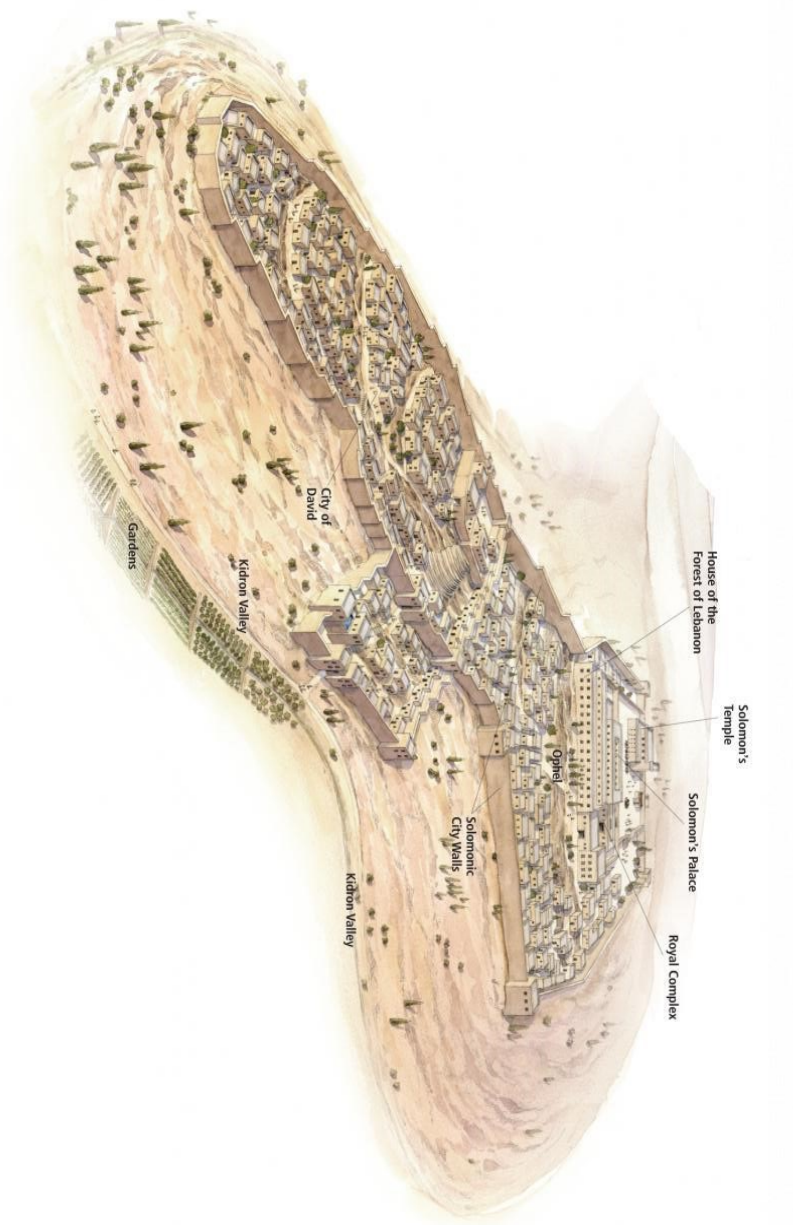 Solomon's
Temple
House of the
Forest of Lebanon
Solomon's Palace
Royal Complex
Ophel
Solomonic
City Walls
Kidron Valley
City of
David
Kidron Valley
Gardens